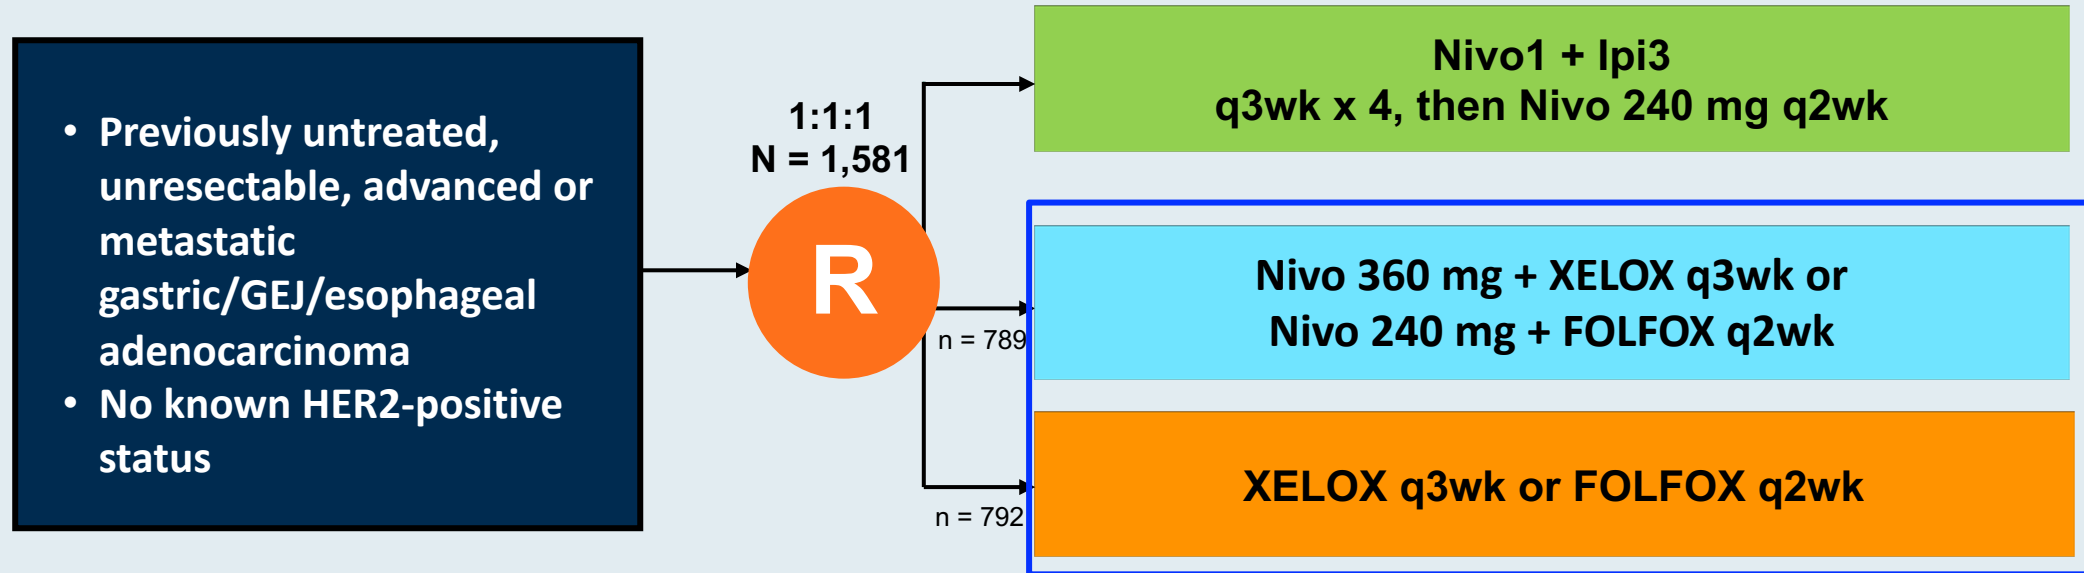 • Previously untreated,
unresectable, advanced or
metastatic
gastric/GEJ/esophageal
adenocarcinoma
• No known HER2-positive
status
1:1:1
N = 1,581
R
Nivo1 + Ipi3
q3wk x 4, then Nivo 240 mg q2wk
n = 789
Nivo 360 mg + XELOX q3wk or
Nivo 240 mg + FOLFOX q2wk
n = 792
XELOX q3wk or FOLFOX q2wk